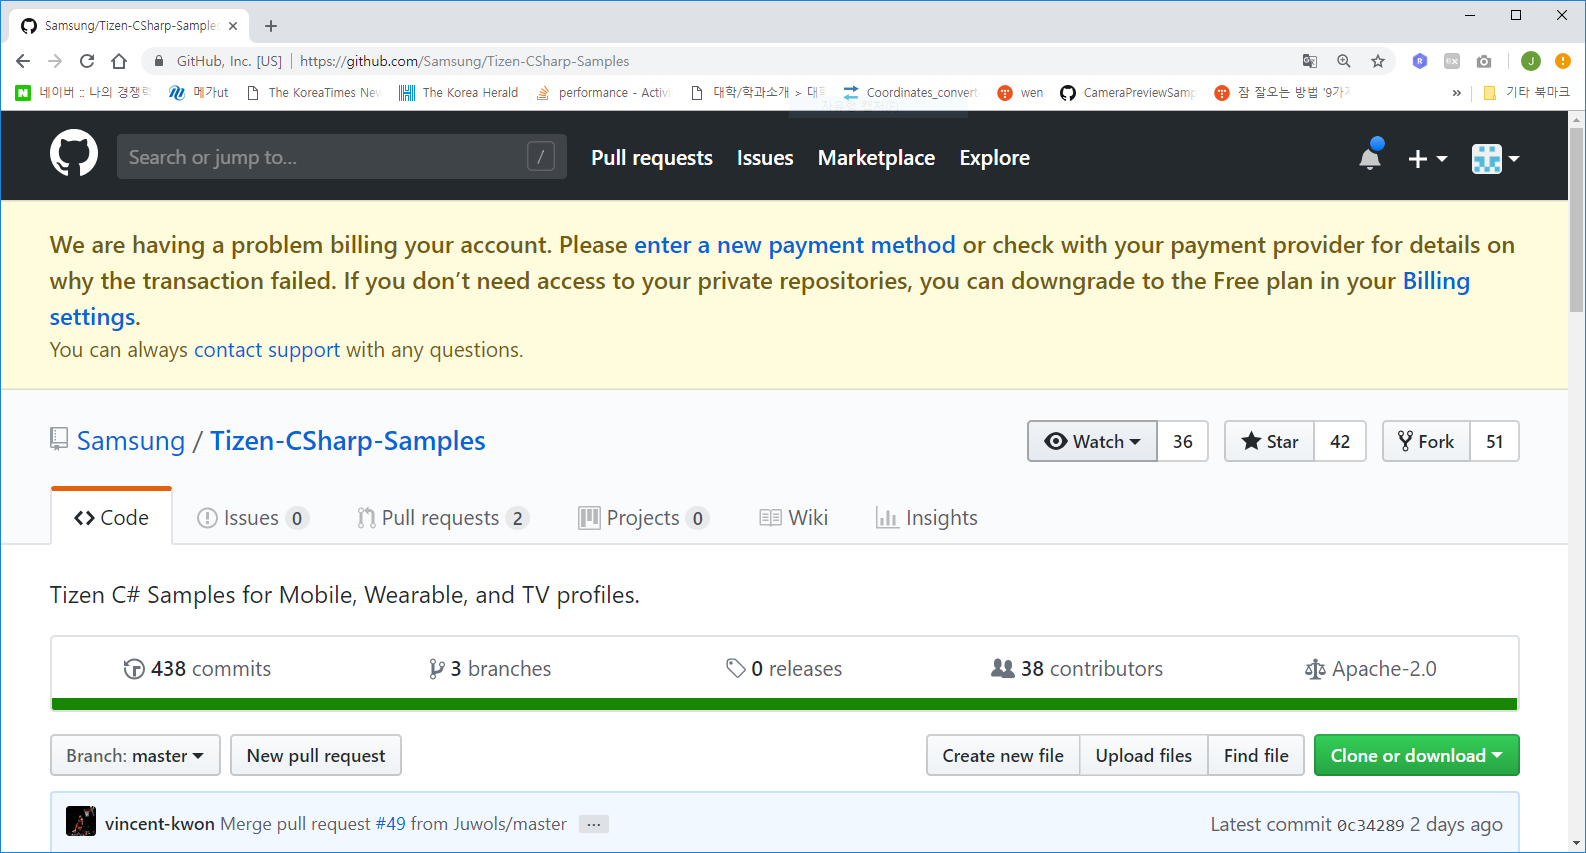 Samsung/Tizen-CSharp-Sample
GitHub, Inc. [US] https://github.com/Samsung/Tizen-CSharp-Samples
네이버 :: 나의 경쟁력 메가ut The KoreaTimes New The Korea Herald performance - Activi 대학/학과소개 > 대학 Coordinates_convert wen CameraPreviewSamp 잠 잘오는 방법 '9가지 » 기타 북마크
Search or jump to... / Pull requests Issues Marketplace Explore
We are having a problem billing your account. Please enter a new payment method or check with your payment provider for details on
why the transaction failed. If you don’t need access to your private repositories, you can downgrade to the Free plan in your Billing
settings.
You can always contact support with any questions.
Samsung / Tizen-CSharp-Samples Watch 36 Star 42 Fork 51
Code Issues 0 Pull requests 2 Projects 0 Wiki Insights
Tizen C# Samples for Mobile, Wearable, and TV profiles.
438 commits 3 branches 0 releases 38 contributors Apache-2.0
Branch: master New pull request Create new file Upload files Find file Clone or download
vincent-kwon Merge pull request #49 from Juwols/master ... Latest commit 0c34289 2 days ago